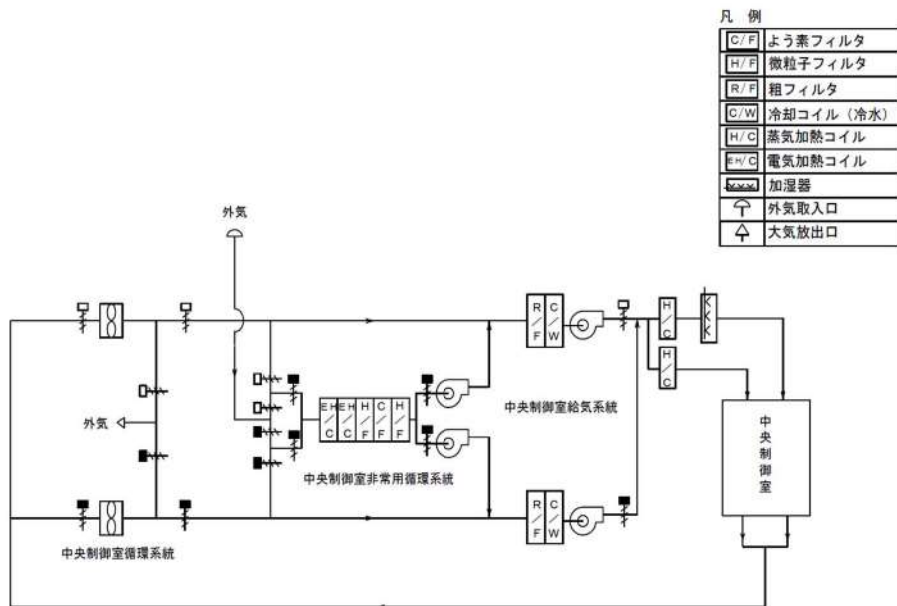 凡 例
C/F よう素フィルタ
H/F 微粒子フィルタ
R/F 粗フィルタ
C/W 冷却コイル（冷水）
H/C 蒸気加熱コイル
EH/C 電気加熱コイル
加湿器
外気取入口
大気放出口
外気
R/F
C/W
H/C
H/C
外気
EH/C
EH/C
H/F
C/F
H/F
中央制御室給気系統
中央制御室
中央制御室非常用循環系統
R/F
C/W
中央制御室循環系統